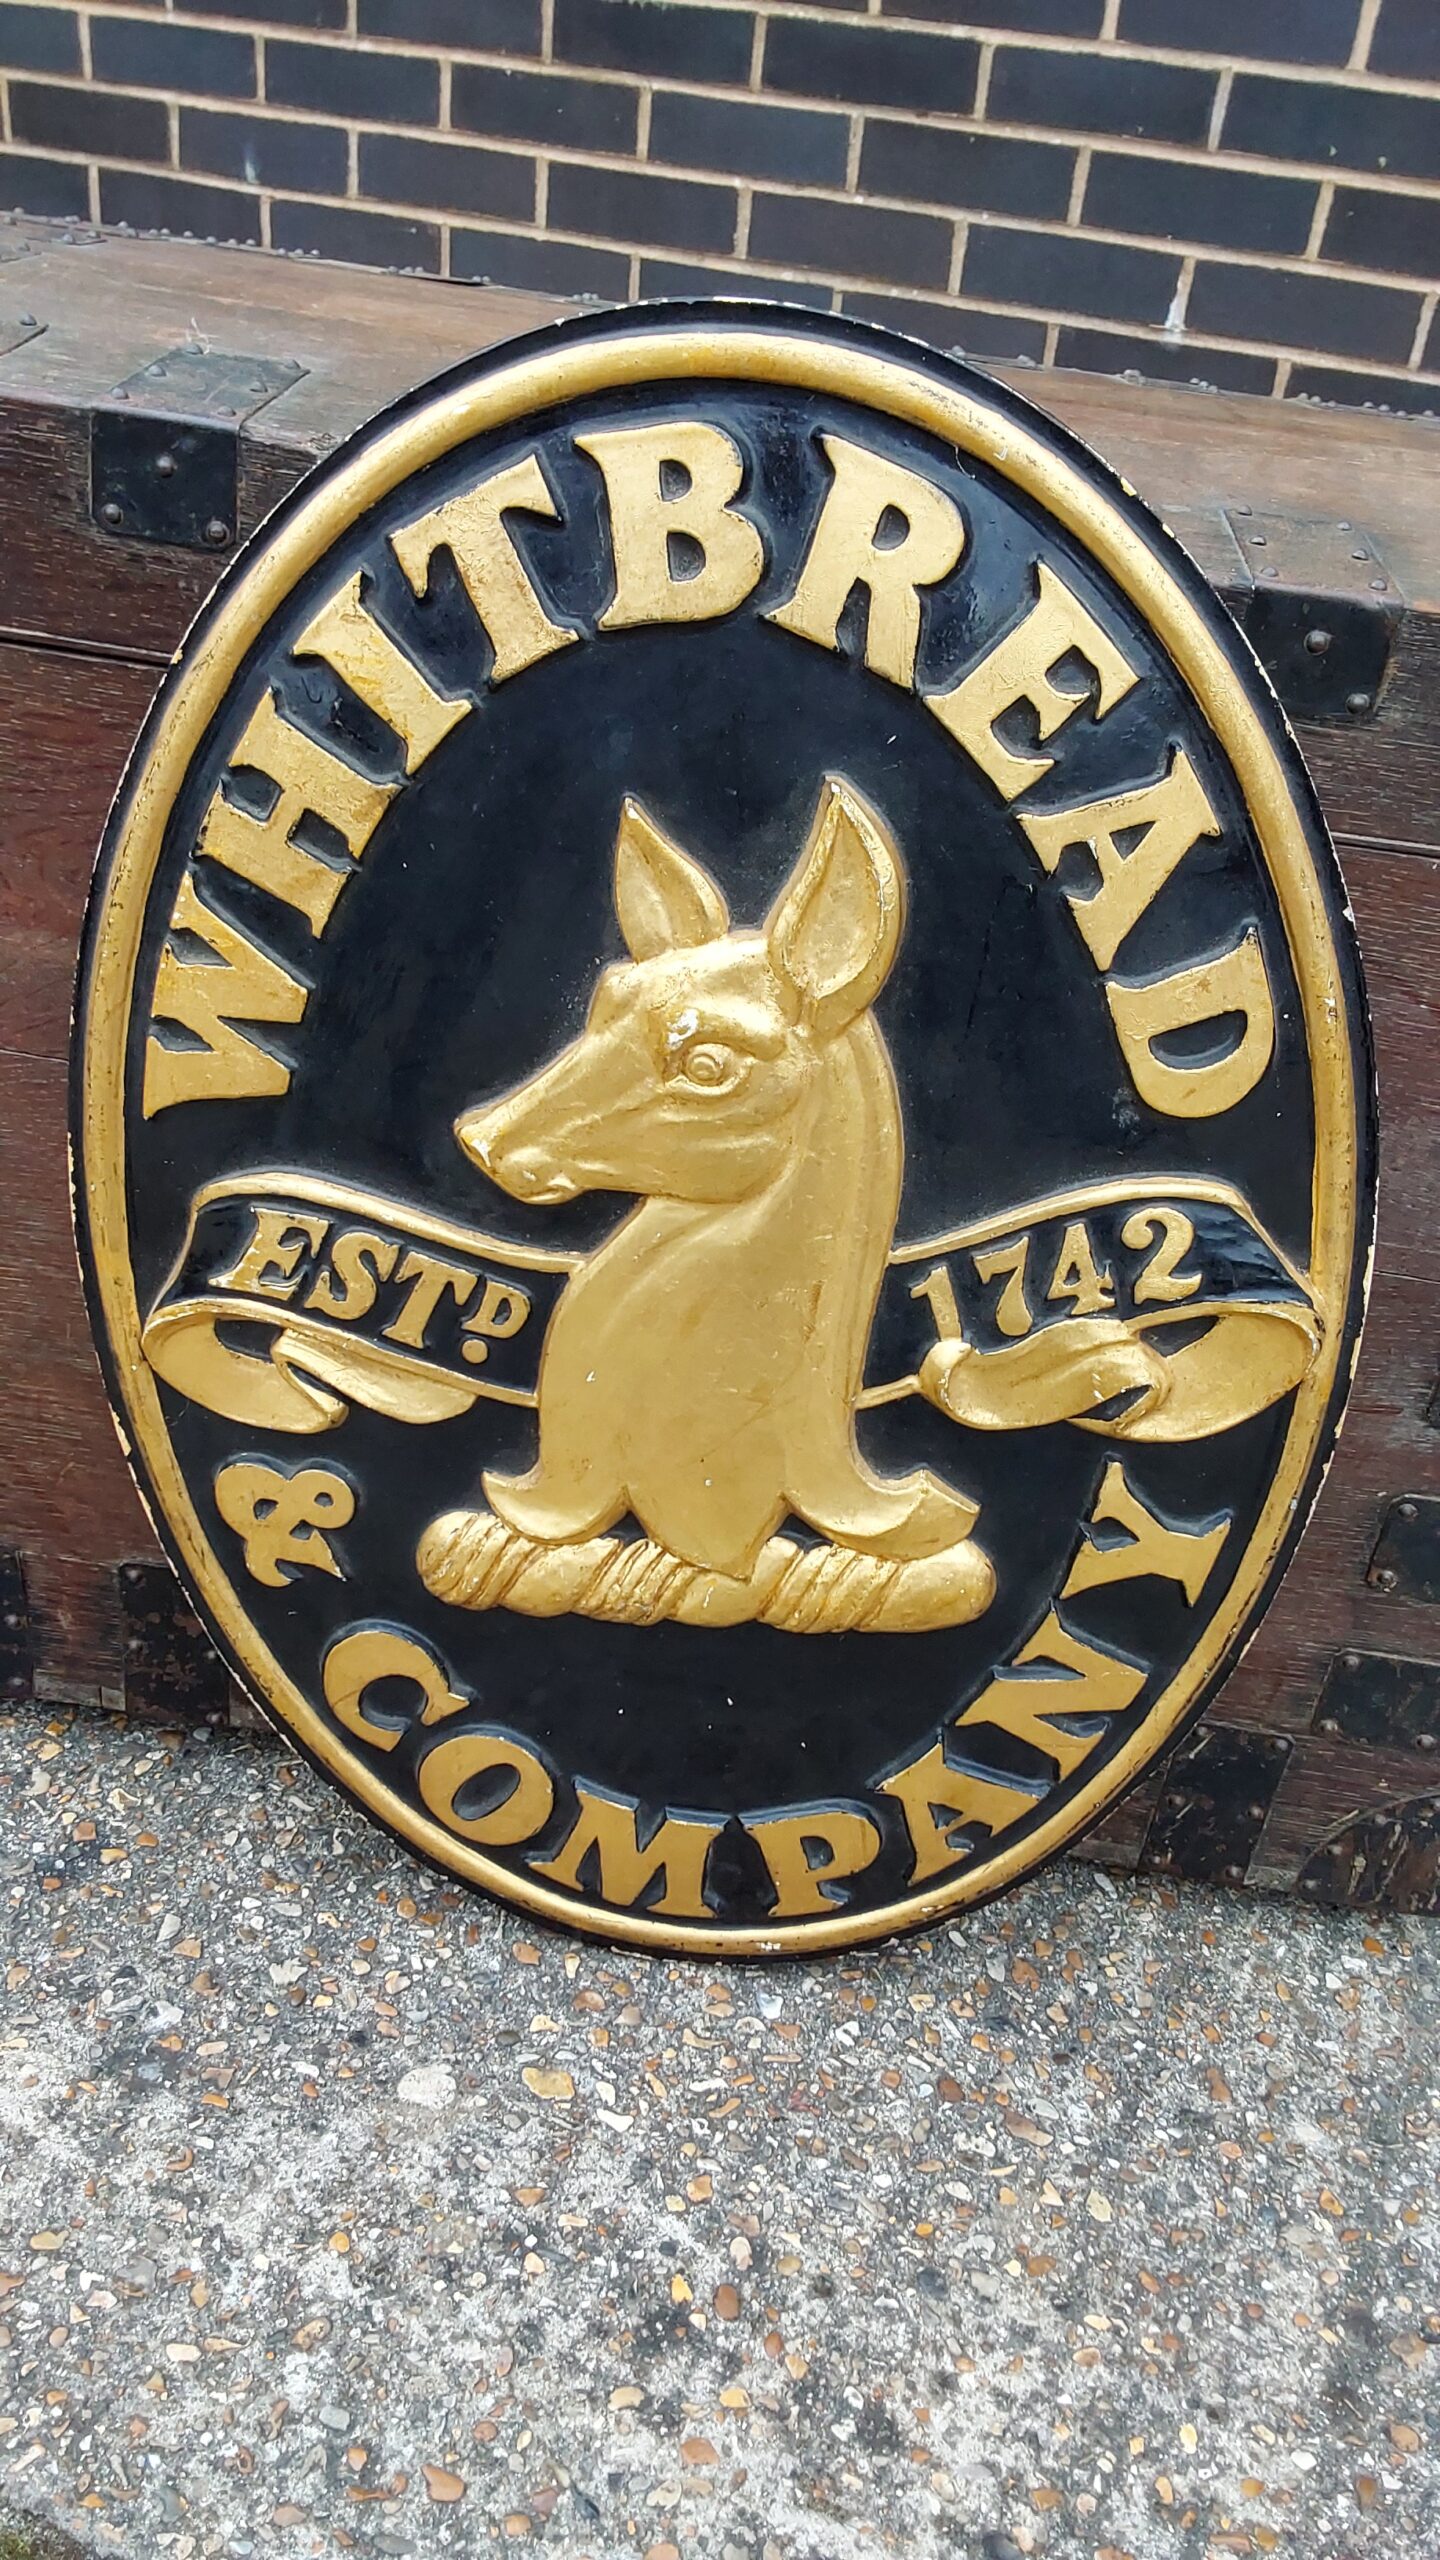 WHITBREAD
ESTD. 1742
& COMPANY